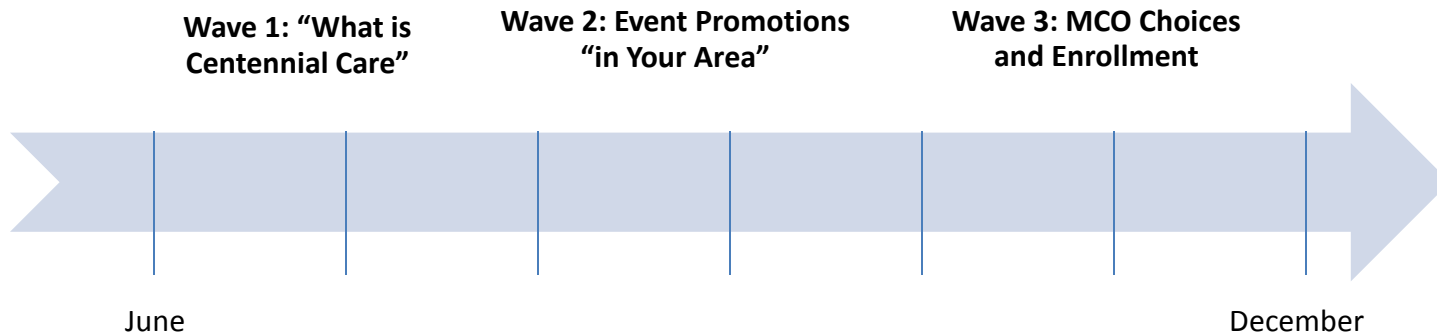 Wave 1: “What is
Centennial Care”
Wave 2: Event Promotions
“in Your Area”
Wave 3: MCO Choices
and Enrollment
June
December